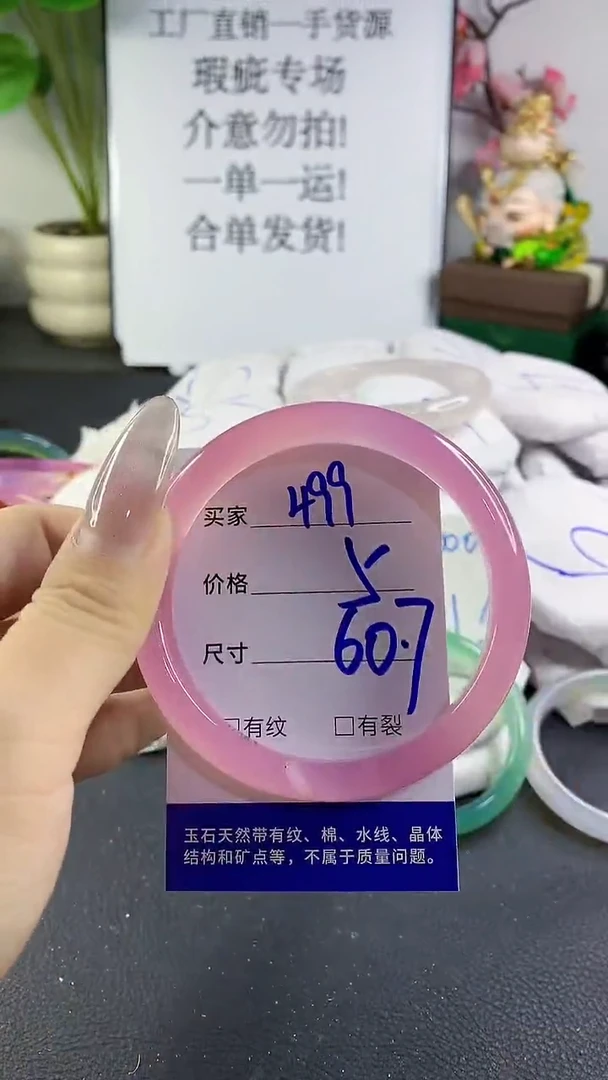 工厂直销一手货源
瑕疵专场
介意勿拍!
一单一运!
合单发货!
买家 499
价格
尺寸 60.7
□有纹 □有裂
玉石天然带有纹、棉、水线、晶体
结构和矿点等，不属于质量问题。